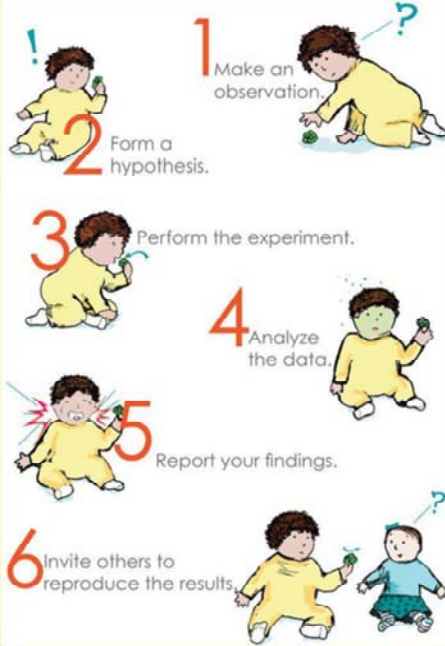 ?
1 Make an
observation.
!
2 Form a
hypothesis.
3 Perform the experiment.
4 Analyze
the data.
5 Report your findings.
6 Invite others to
reproduce the results.
?